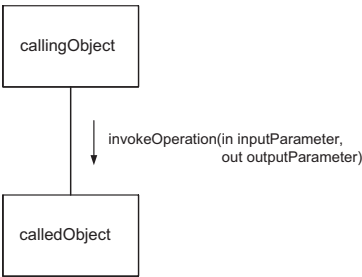 callingObject
invokeOperation(in inputParameter,
out outputParameter)
calledObject